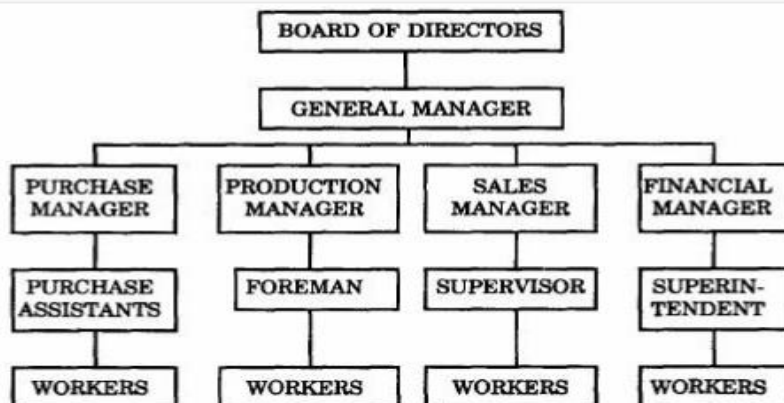 BOARD OF DIRECTORS
GENERAL MANAGER
PURCHASE
MANAGER
PRODUCTION
MANAGER
SALES
MANAGER
FINANCIAL
MANAGER
PURCHASE
ASSISTANTS
FOREMAN
SUPERVISOR
SUPERIN-
TENDENT
WORKERS
WORKERS
WORKERS
WORKERS